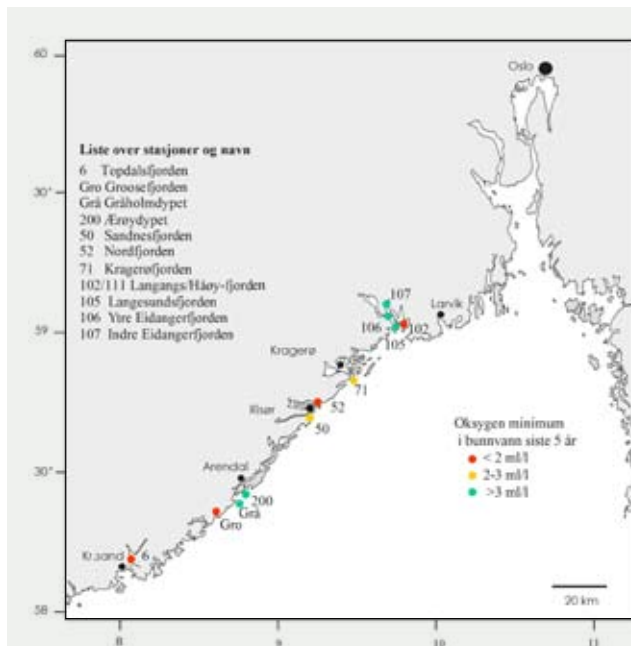 60
Oslo
Liste over stasjoner og navn
6 Topdalsfjorden
Gro Groosefjorden
Grå Gråholmdypet
200 Ærøydypet
50 Sandnesfjorden
52 Nordfjorden
71 Kragerøfjorden
102/111 Langangs/Håøy-fjorden
105 Langesundsfjorden
106 Ytre Eidangerfjorden
107 Indre Eidangerfjorden
30"
107
Larvik
106
102
105
59
Kragerø
71
52
Risør
50
Oksygen minimum
i bunnvann siste 5 år
< 2 ml/l
2-3 ml/l
>3 ml/l
30"
Arendal
200
Grå
Gro
Kr.sand
6
20 km
58
8
9
10
11